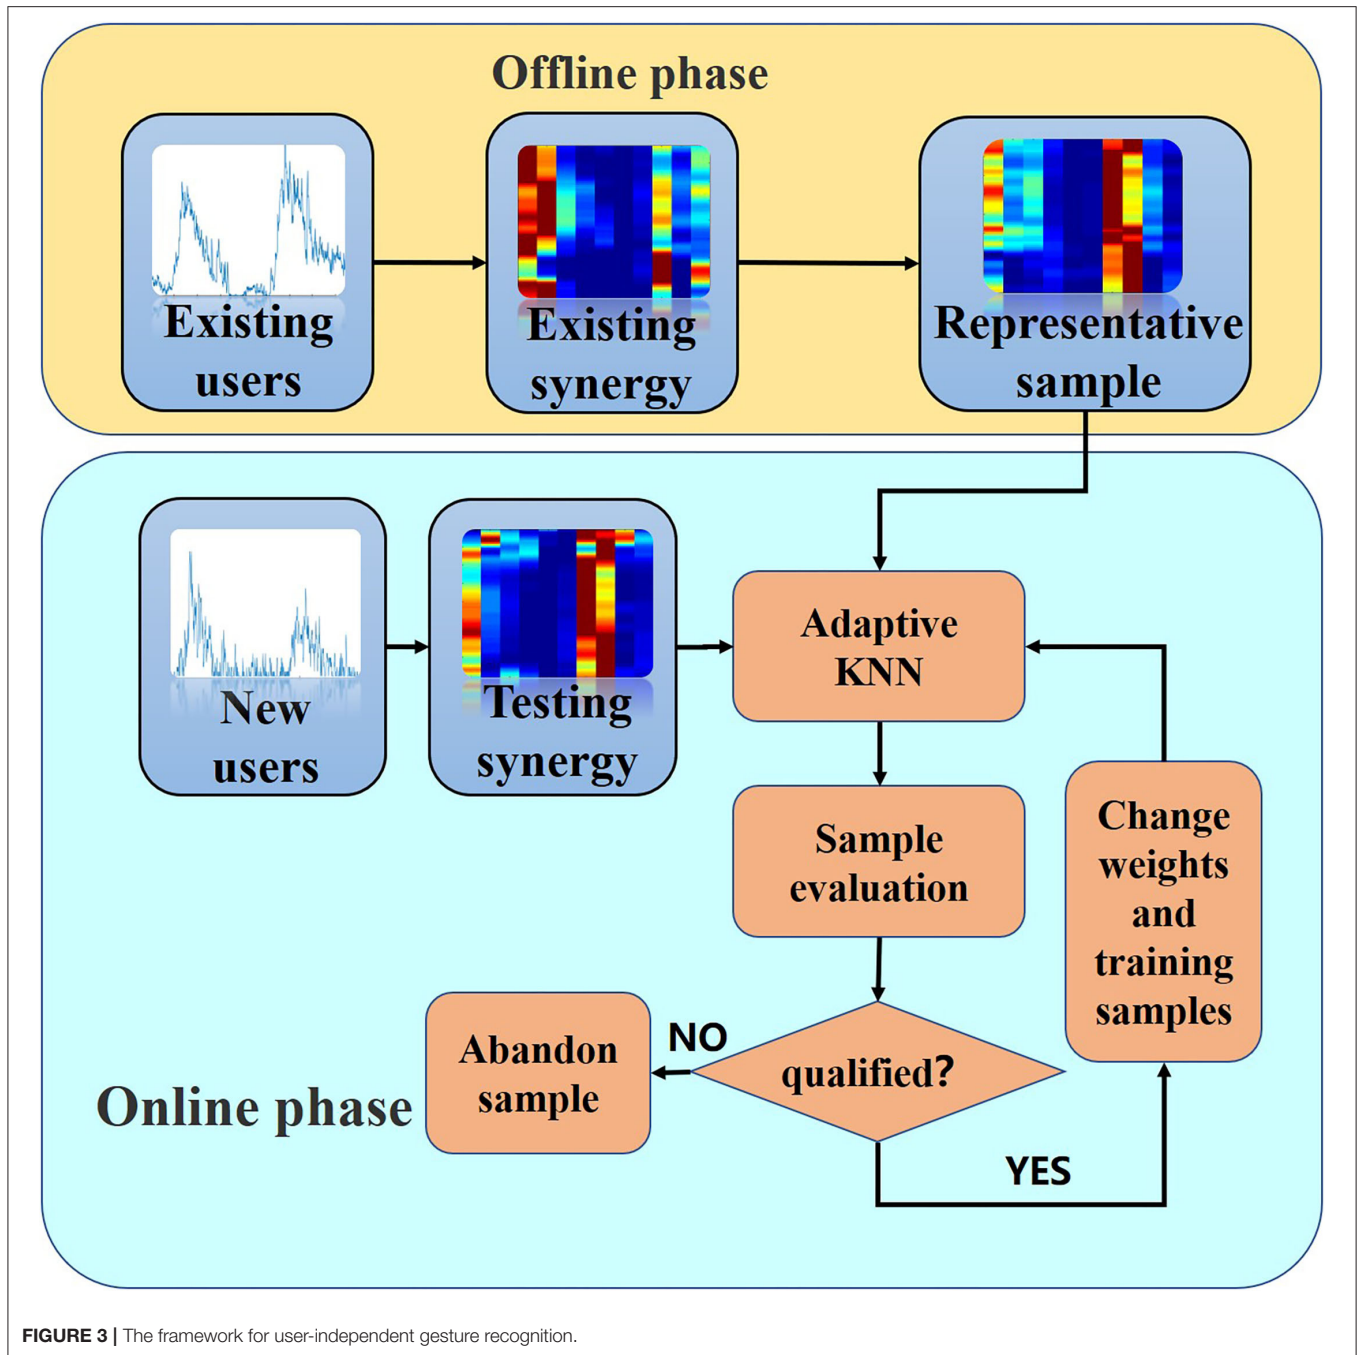 Offline phase
Existing
users
Existing
synergy
Representative
sample
New
users
Testing
synergy
Adaptive
KNN
Sample
evaluation
Change
weights
and
training
samples
qualified?
NO
Abandon
sample
YES
Online phase
FIGURE 3 | The framework for user-independent gesture recognition.